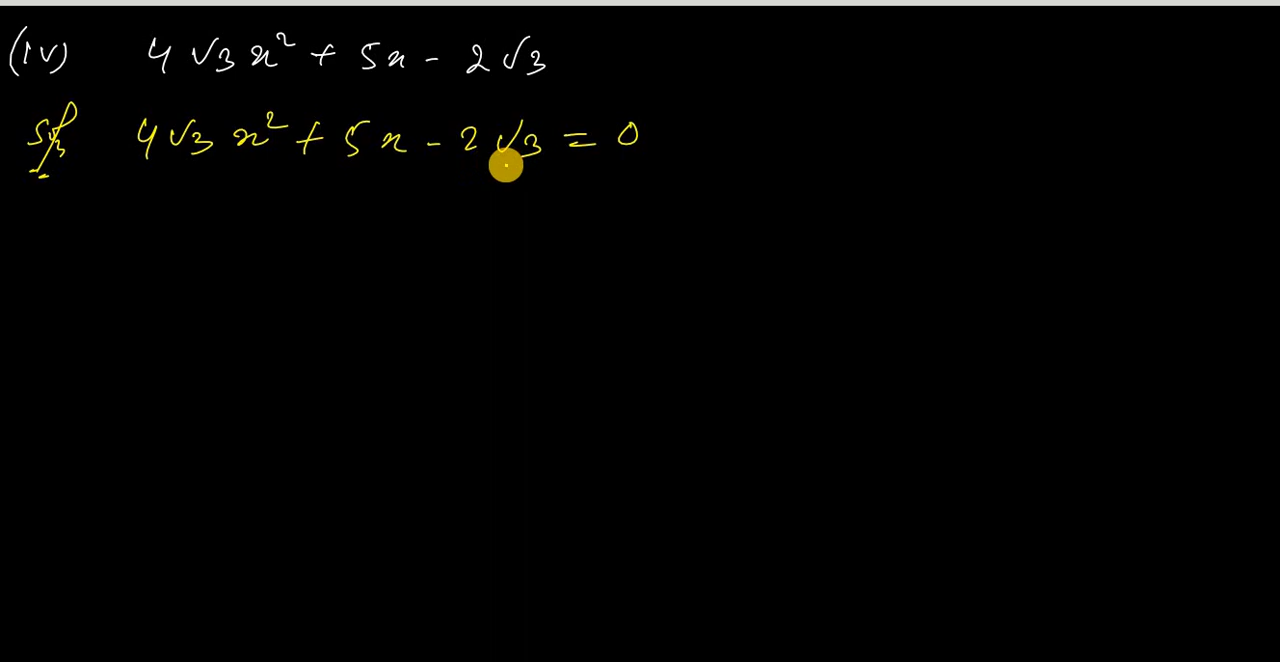 (iv) 4√3x² + 5x - 2√3
Sol 4√3x² + 5x - 2√3 = 0